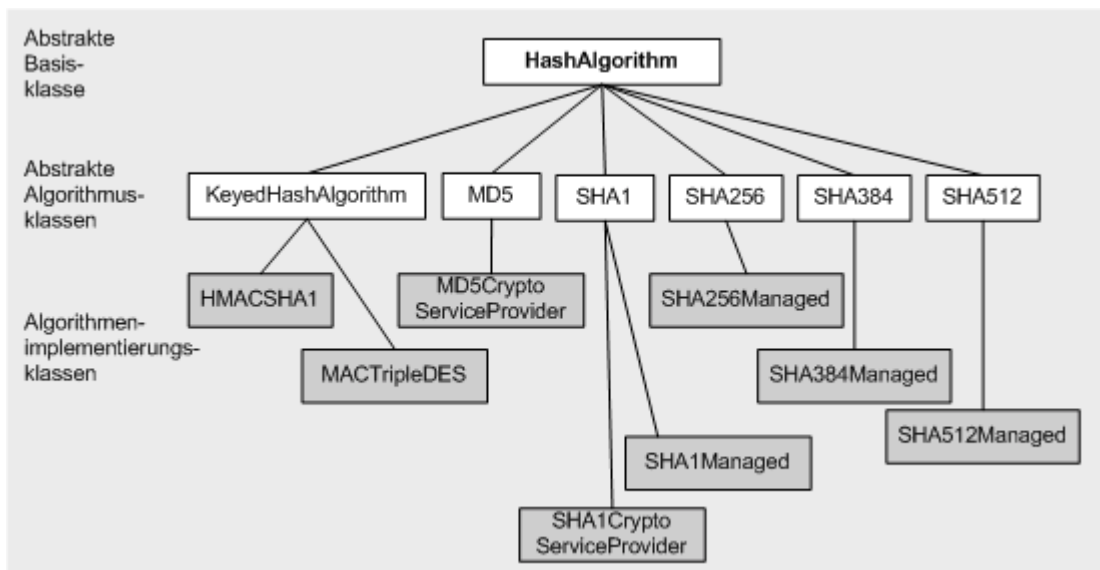 Abstrakte
Basis-
klasse
HashAlgorithm
Abstrakte
Algorithmus-
klassen
KeyedHashAlgorithm
MD5
SHA1
SHA256
SHA384
SHA512
HMACSHA1
MD5Crypto
ServiceProvider
SHA256Managed
Algorithmen-
implementierungs-
klassen
MACTripleDES
SHA384Managed
SHA512Managed
SHA1Managed
SHA1Crypto
ServiceProvider